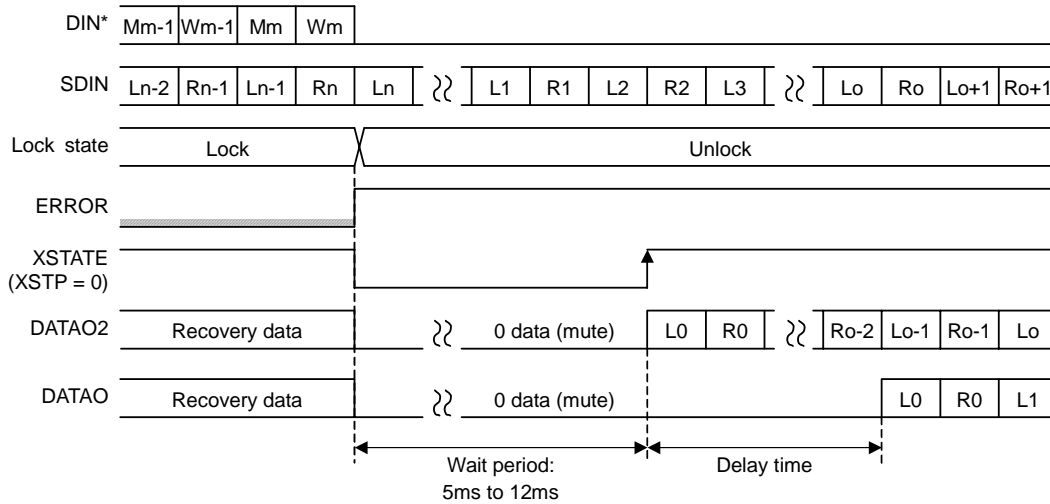 DIN* Mm-1 Wm-1 Mm Wm
SDIN Ln-2 Rn-1 Ln-1 Rn Ln L1 R1 L2 R2 L3 Lo Ro Lo+1 Ro+1
Lock state Lock Unlock
ERROR
XSTATE
(XSTP = 0)
DATAO2 Recovery data 0 data (mute) L0 R0 Ro-2 Lo-1 Ro-1 Lo
DATAO Recovery data 0 data (mute) L0 R0 L1
Wait period: Delay time
5ms to 12ms